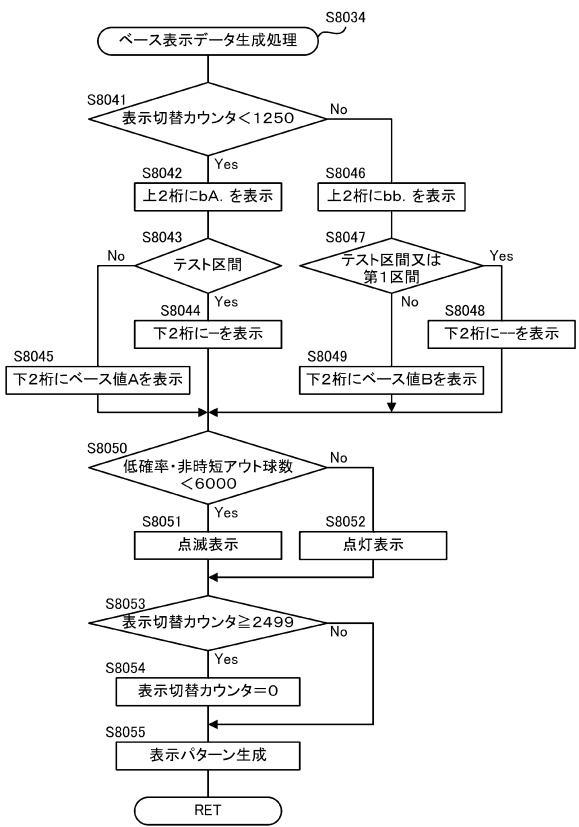 S8034
ベース表示データ生成処理
S8041
表示切替カウンタ<1250
No
Yes
S8042
上2桁にbA. を表示
S8046
上2桁にbb. を表示
S8043
テスト区間
No
Yes
S8047
テスト区間又は
第1区間
Yes
No
S8044
下2桁に−を表示
S8048
下2桁に−−を表示
S8045
下2桁にベース値Aを表示
S8049
下2桁にベース値Bを表示
S8050
低確率・非時短アウト球数
<6000
No
Yes
S8051
点滅表示
S8052
点灯表示
S8053
表示切替カウンタ≧2499
No
Yes
S8054
表示切替カウンタ=0
S8055
表示パターン生成
RET